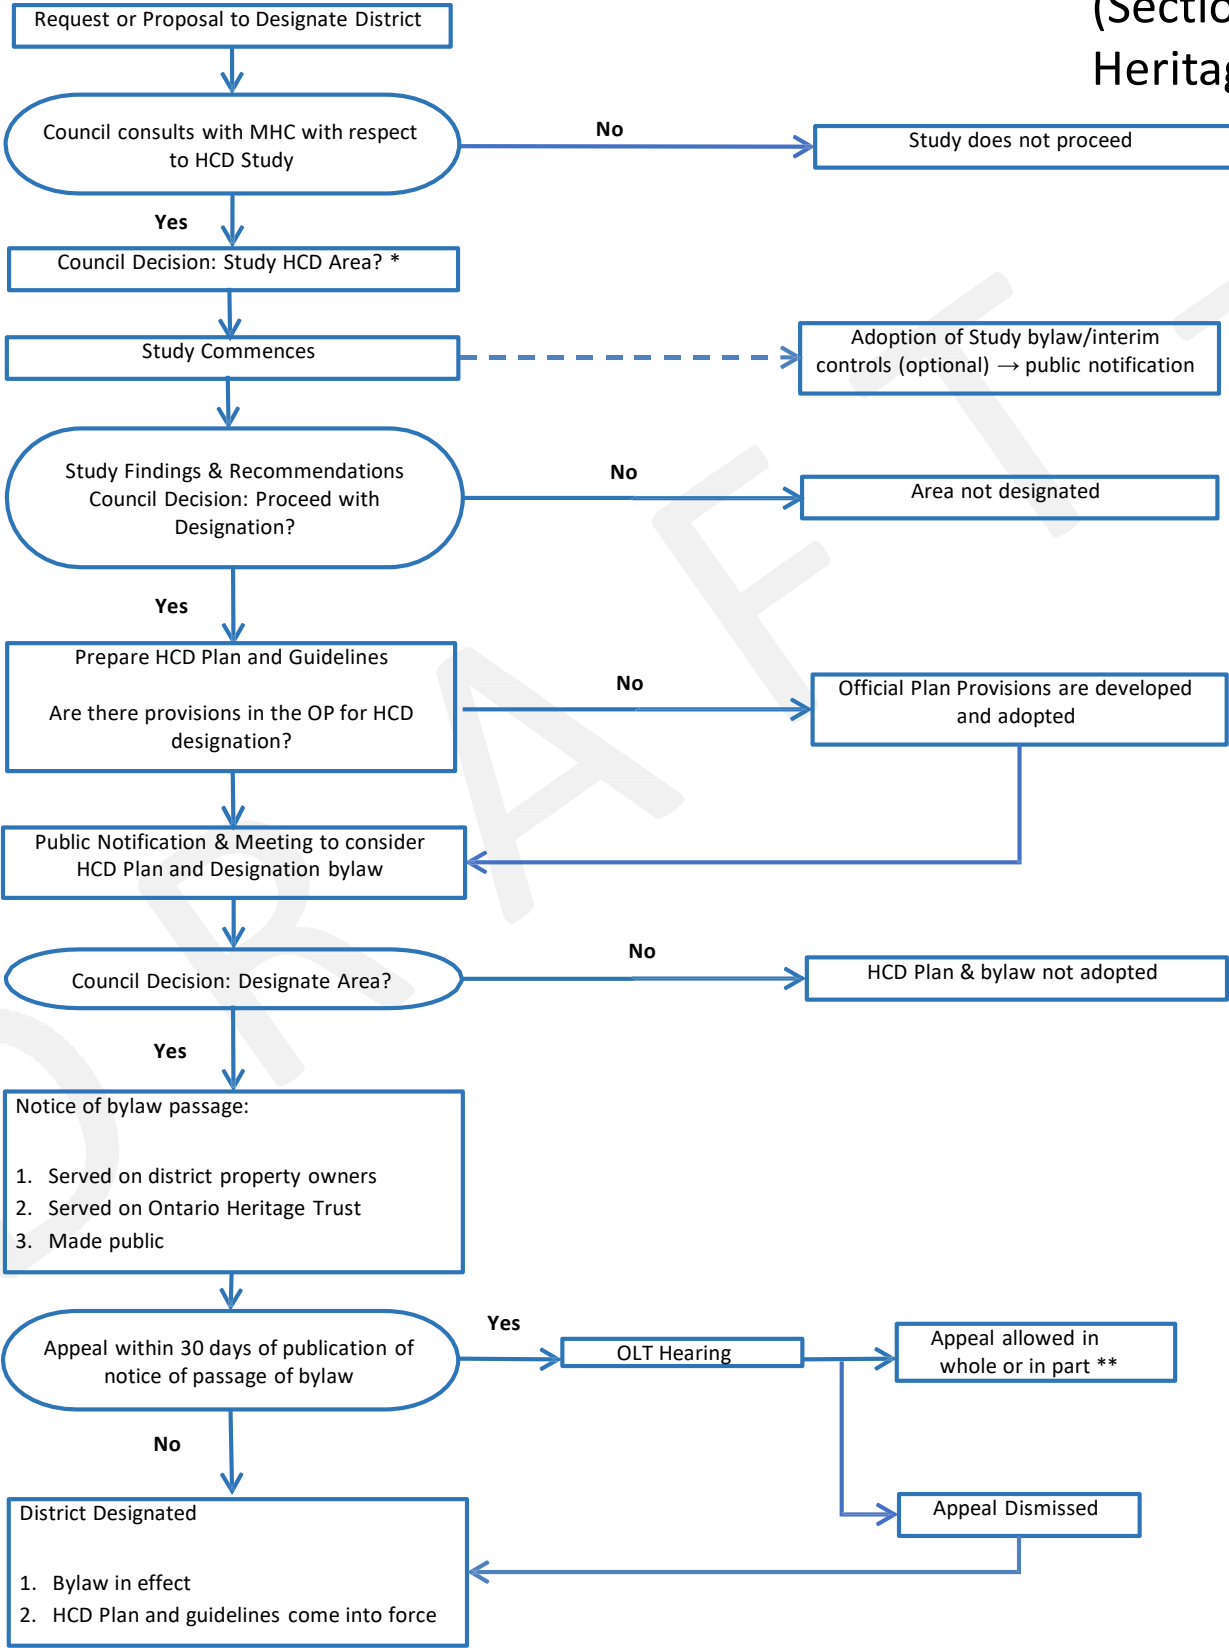 (Sectio
Heritag
Request or Proposal to Designate District
Council consults with MHC with respect
to HCD Study
No
Study does not proceed
Yes
Council Decision: Study HCD Area? *
Study Commences
Adoption of Study bylaw/interim
controls (optional) → public notification
Study Findings & Recommendations
Council Decision: Proceed with
Designation?
No
Area not designated
Yes
Prepare HCD Plan and Guidelines
Are there provisions in the OP for HCD
designation?
No
Official Plan Provisions are developed
and adopted
Public Notification & Meeting to consider
HCD Plan and Designation bylaw
Council Decision: Designate Area?
No
HCD Plan & bylaw not adopted
Yes
Notice of bylaw passage:
1. Served on district property owners
2. Served on Ontario Heritage Trust
3. Made public
Appeal within 30 days of publication of
notice of passage of bylaw
Yes
OLT Hearing
Appeal allowed in
whole or in part **
No
Appeal Dismissed
District Designated
1. Bylaw in effect
2. HCD Plan and guidelines come into force
DRAFT